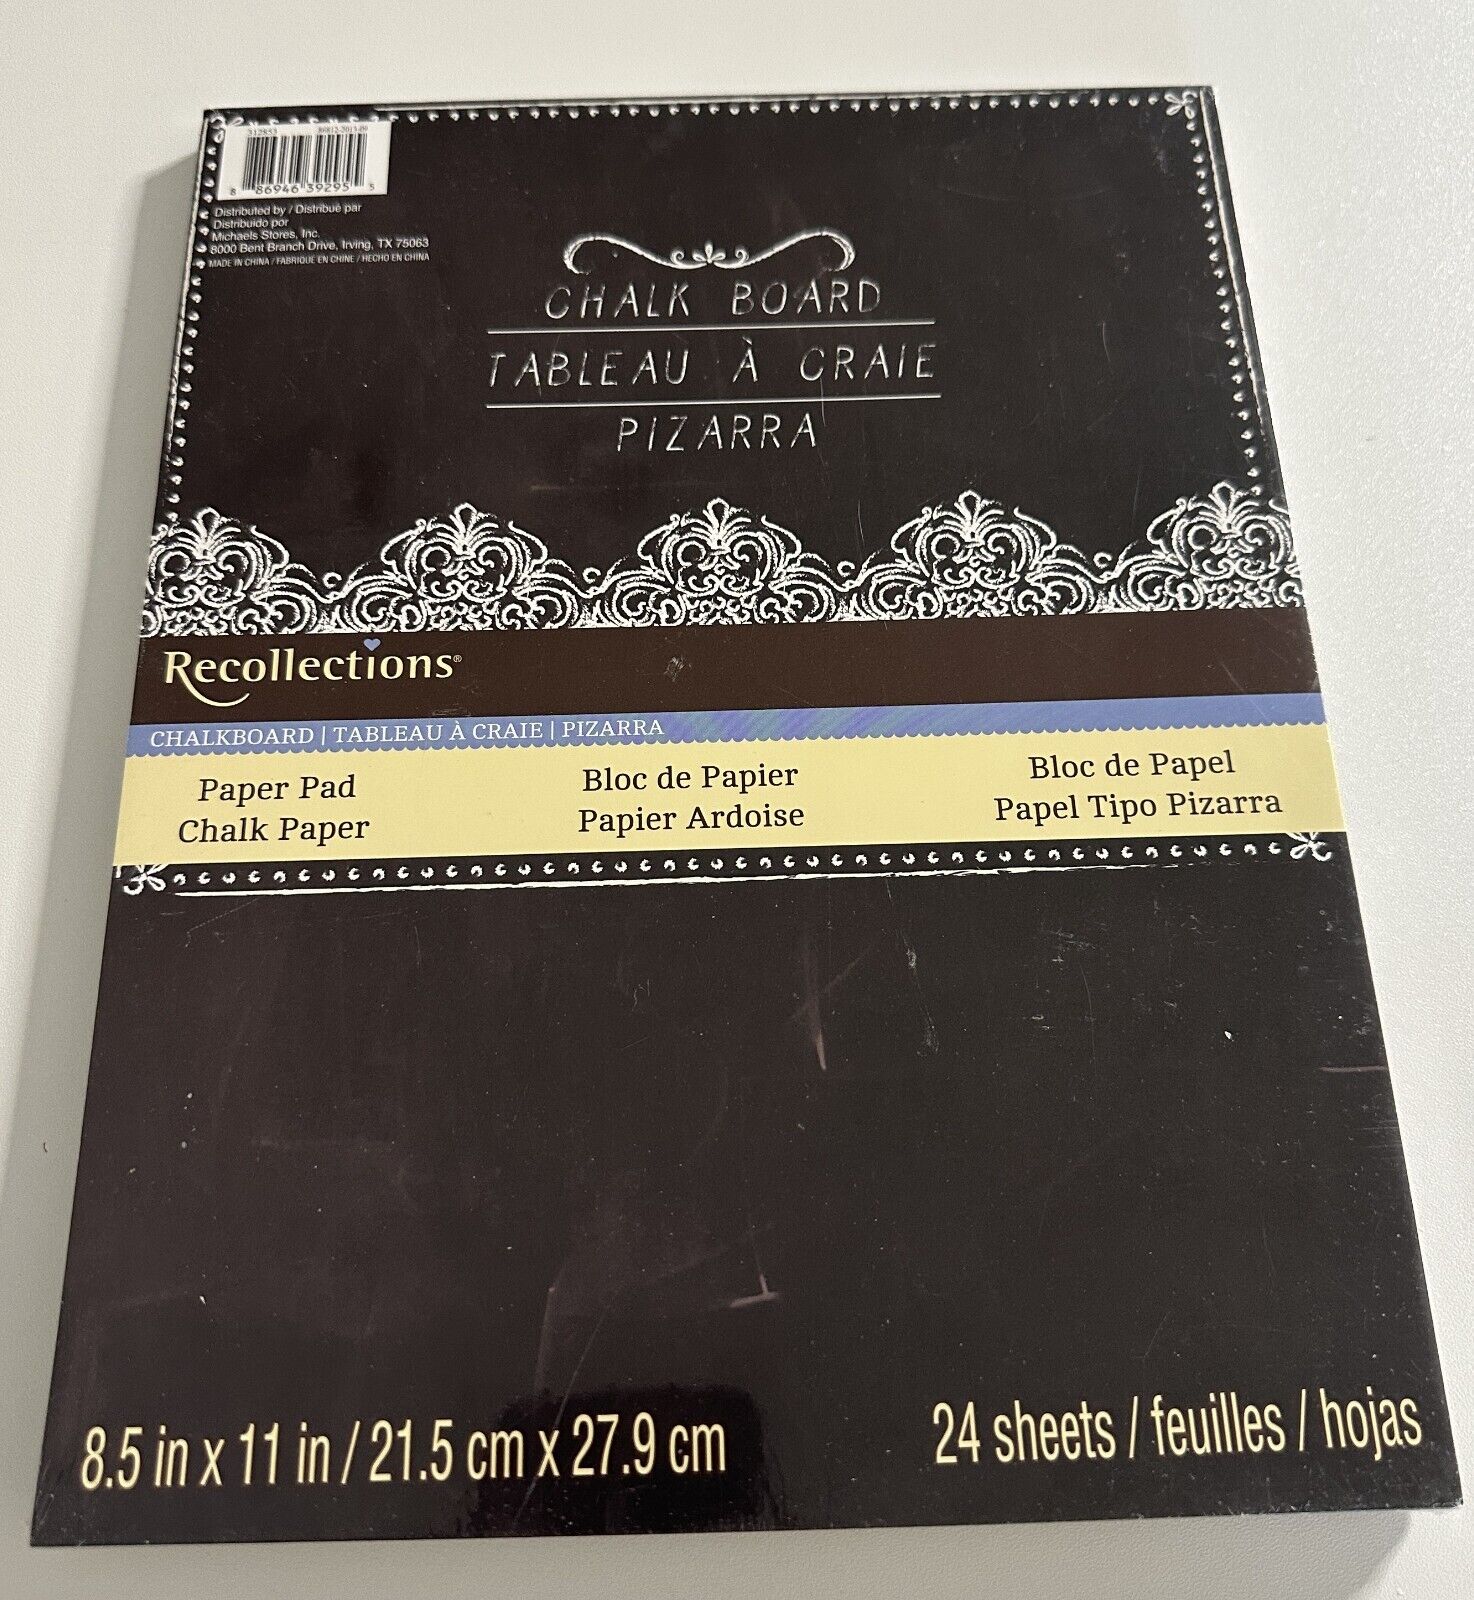 312853
8 86946 39295 5
Distributed by / Distribué par
Distribuido por
Michaels Stores, Inc.
8000 Bent Branch Drive, Irving, TX 75063
MADE IN CHINA / FABRIQUÉ EN CHINE / HECHO EN CHINA
CHALK BOARD
TABLEAU À CRAIE
PIZARRA
Recollections®
CHALKBOARD | TABLEAU À CRAIE | PIZARRA
Paper Pad
Chalk Paper
Bloc de Papier
Papier Ardoise
Bloc de Papel
Papel Tipo Pizarra
8.5 in x 11 in / 21.5 cm x 27.9 cm
24 sheets / feuilles / hojas